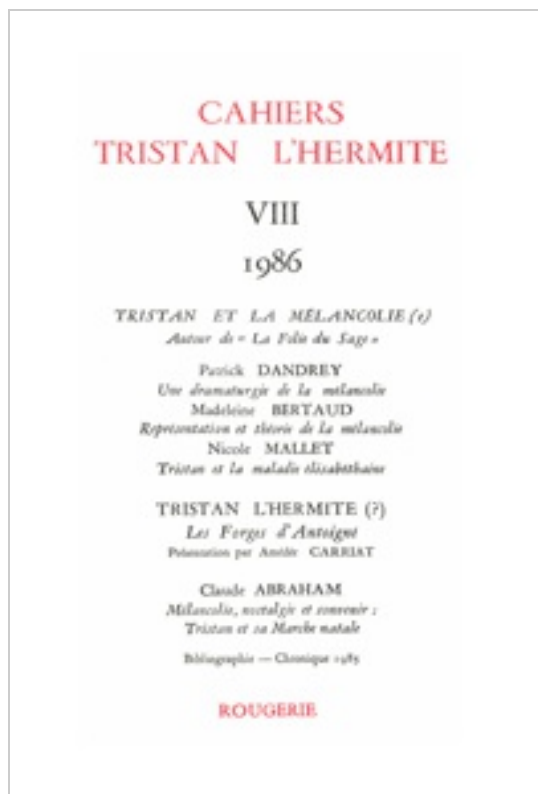 CAHIERS
TRISTAN L'HERMITE
VIII
1986
TRISTAN ET LA MÉLANCOLIE
Autour de « La Folie du Sage »
Patrick DANDREY
Une dramaturgie de la mélancolie
Madeleine BERTAUD
Représentation et théorie de la mélancolie
Nicole MALLET
Tristan et la maladie élisabéthaine
TRISTAN L'HERMITE (?)
Les Forges d'Antoigné
Présentation par Amédée CARRIAT
Claude ABRAHAM
Mélancolie, nostalgie et souvenir :
Tristan et sa Marche natale
Bibliographie — Chronique 1985
ROUGERIE